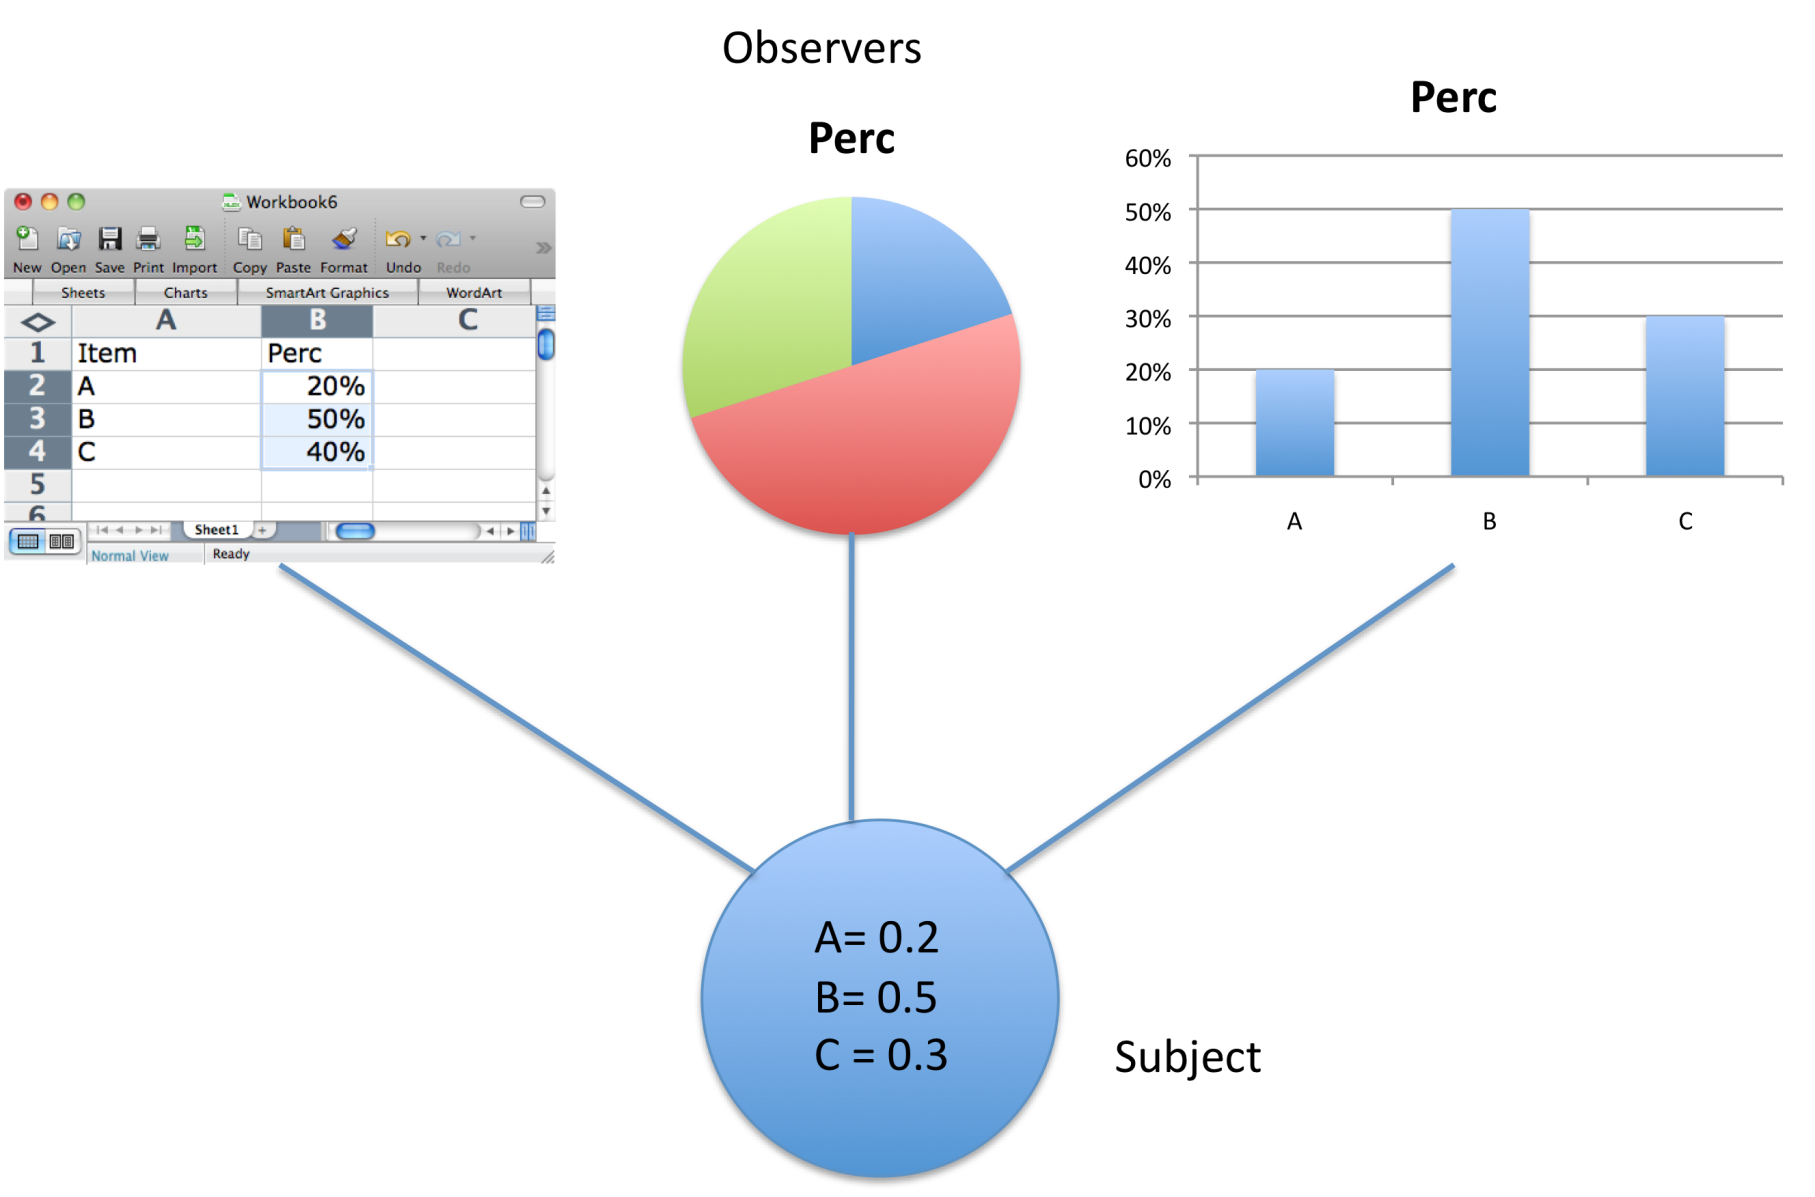 Observers
Workbook6
New Open Save Print Import Copy Paste Format Undo Redo
Sheets Charts SmartArt Graphics WordArt
A B C
1 Item Perc
2 A 20%
3 B 50%
4 C 40%
5
6
Sheet1
Normal View Ready
Perc
Perc
60%
50%
40%
30%
20%
10%
0%
A B C
A= 0.2
B= 0.5
C = 0.3
Subject